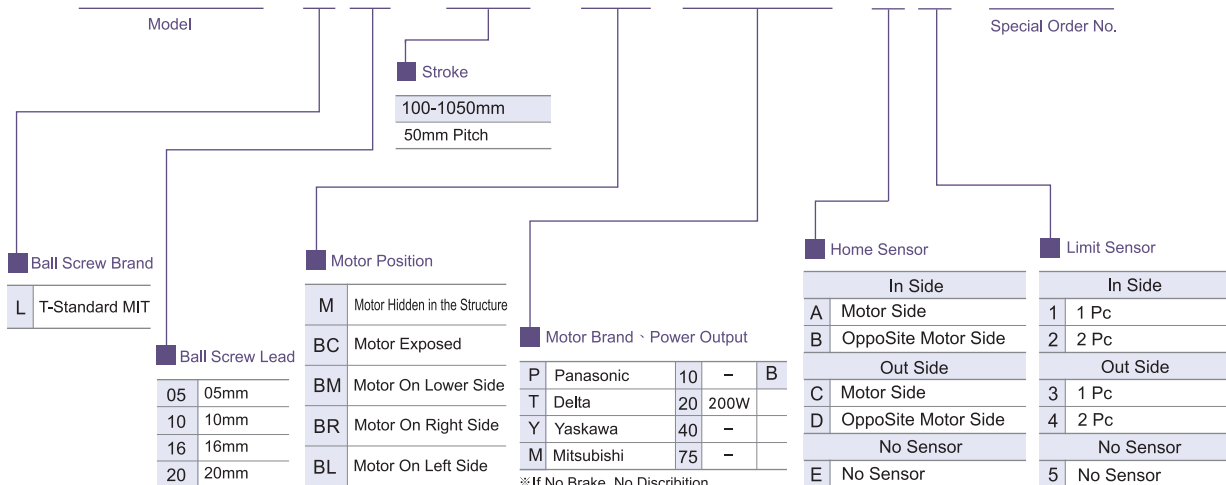 Model
Special Order No.
Stroke
100-1050mm
50mm Pitch
Ball Screw Brand
L T-Standard MIT
Ball Screw Lead
05 05mm
10 10mm
16 16mm
20 20mm
Motor Position
M Motor Hidden in the Structure
BC Motor Exposed
BM Motor On Lower Side
BR Motor On Right Side
BL Motor On Left Side
Motor Brand、Power Output
P Panasonic 10 – B
T Delta 20 200W
Y Yaskawa 40 –
M Mitsubishi 75 –
※If No Brake, No Discribition
Home Sensor
In Side
A Motor Side
B OppoSite Motor Side
Out Side
C Motor Side
D OppoSite Motor Side
No Sensor
E No Sensor
Limit Sensor
In Side
1 1 Pc
2 2 Pc
Out Side
3 1 Pc
4 2 Pc
No Sensor
5 No Sensor